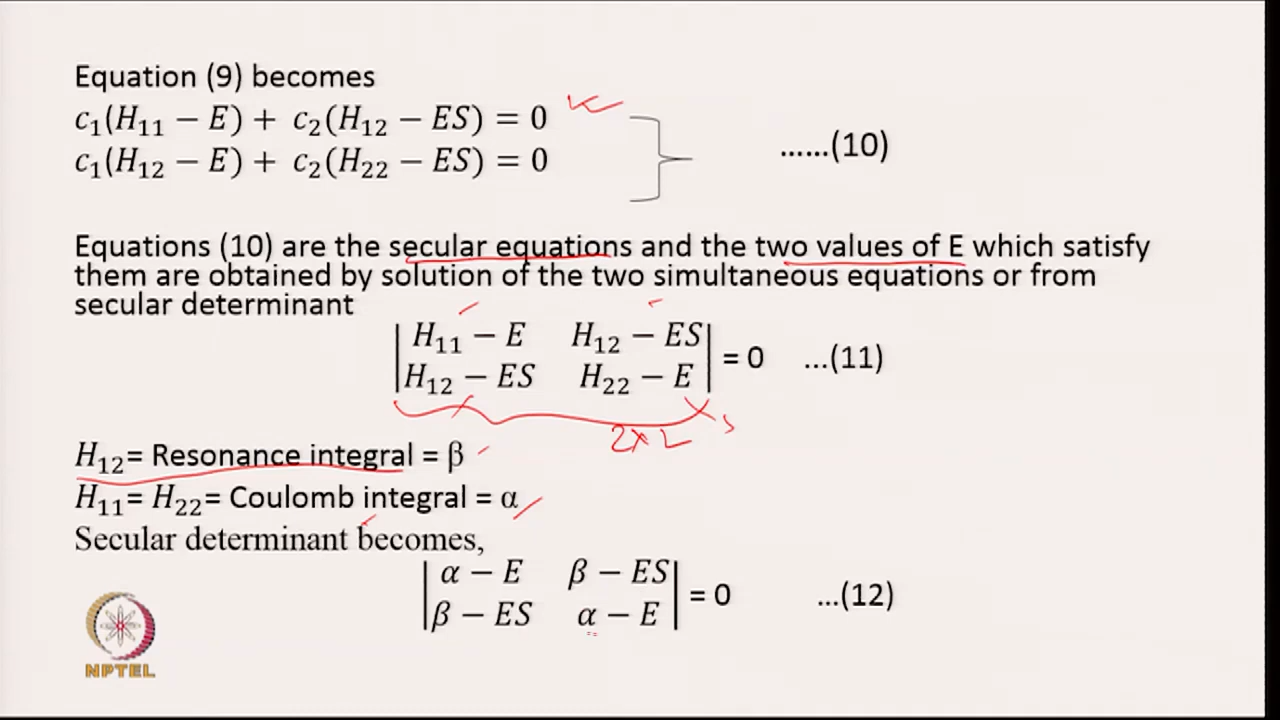 Equation (9) becomes
𝑐₁(𝐻₁₁ − 𝐸) + 𝑐₂(𝐻₁₂ − 𝐸𝑆) = 0
𝑐₁(𝐻₁₂ − 𝐸) + 𝑐₂(𝐻₂₂ − 𝐸𝑆) = 0
......(10)
Equations (10) are the secular equations and the two values of E which satisfy
them are obtained by solution of the two simultaneous equations or from
secular determinant
|𝐻₁₁ − 𝐸 𝐻₁₂ − 𝐸𝑆|
|𝐻₁₂ − 𝐸𝑆 𝐻₂₂ − 𝐸| = 0 ...(11)
2x2
𝐻₁₂= Resonance integral = β
𝐻₁₁= 𝐻₂₂= Coulomb integral = α
Secular determinant becomes,
|𝛼 − 𝐸 𝛽 − 𝐸𝑆|
|𝛽 − 𝐸𝑆 𝛼 − 𝐸| = 0 ...(12)
NPTEL